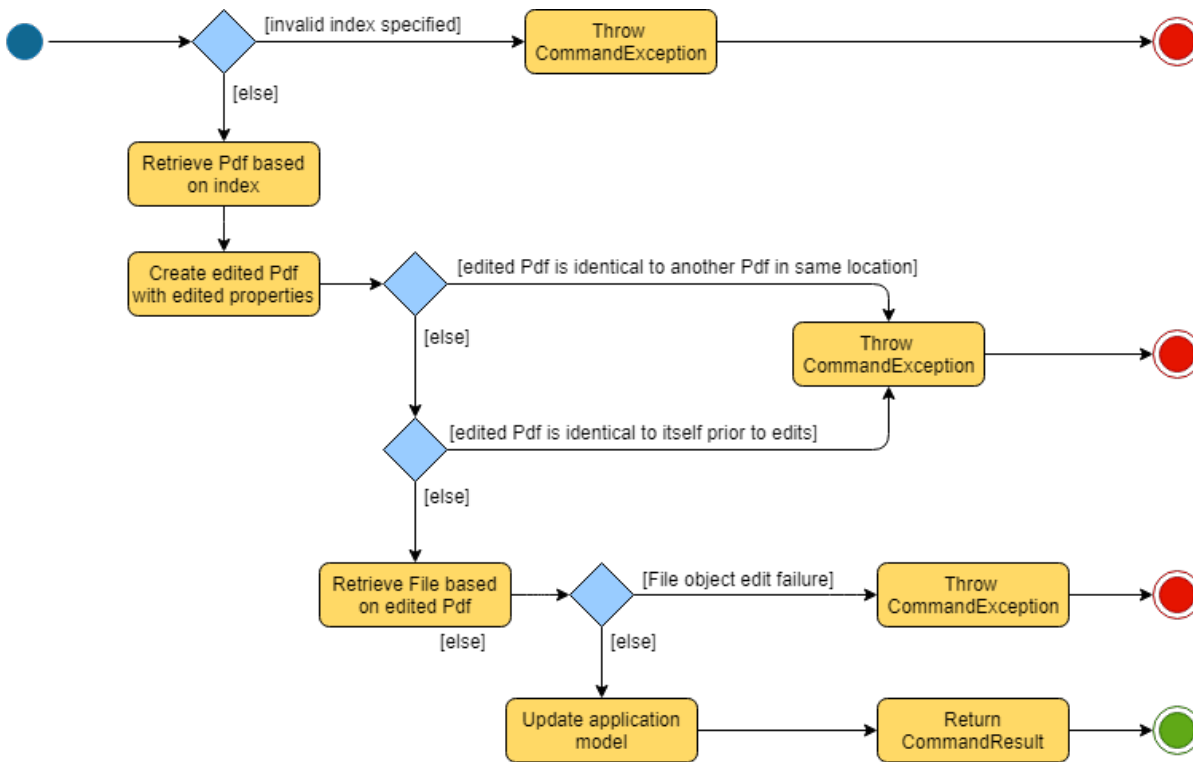 [invalid index specified]
Throw
CommandException
[else]
Retrieve Pdf based
on index
Create edited Pdf
with edited properties
[edited Pdf is identical to another Pdf in same location]
[else]
Throw
CommandException
[edited Pdf is identical to itself prior to edits]
[else]
Retrieve File based
on edited Pdf
[File object edit failure]
Throw
CommandException
[else]
[else]
Update application
model
Return
CommandResult